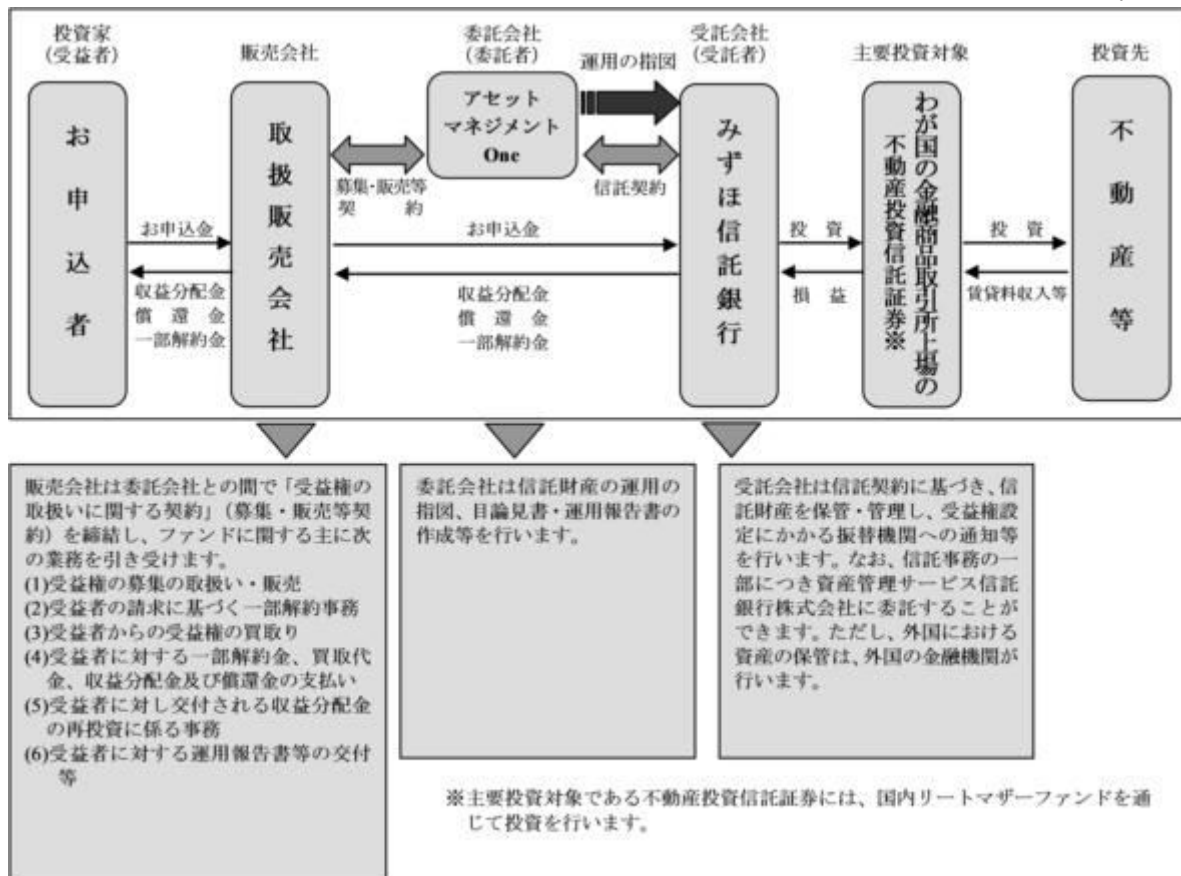 投資家
(受益者)
お申込者
販売会社
取扱販売会社
委託会社
(委託者)
アセット
マネジメント
One
運用の指図
受託会社
(受託者)
みずほ信託銀行
主要投資対象
わが国の金融商品取引所上場の
不動産投資信託証券※
投資先
不動産等
募集・販売等
契約
信託契約
お申込金
収益分配金
償還金
一部解約金
お申込金
収益分配金
償還金
一部解約金
投資
損益
投資
賃貸料収入等
販売会社は委託会社との間で「受益権の
取扱いに関する契約」（募集・販売等契
約）を締結し、ファンドに関する主に次
の業務を引き受けます。
(1)受益権の募集の取扱い・販売
(2)受益者の請求に基づく一部解約事務
(3)受益者からの受益権の買取り
(4)受益者に対する一部解約金、買取代
金、収益分配金及び償還金の支払い
(5)受益者に対し交付される収益分配金
の再投資に係る事務
(6)受益者に対する運用報告書等の交付
等
委託会社は信託財産の運用の
指図、目論見書・運用報告書の
作成等を行います。
受託会社は信託契約に基づき、信
託財産を保管・管理し、受益権設
定にかかる振替機関への通知等
を行います。なお、信託事務の一
部につき資産管理サービス信託
銀行株式会社に委託することが
できます。ただし、外国における
資産の保管は、外国の金融機関が
行います。
※主要投資対象である不動産投資信託証券には、国内リートマザーファンドを通
じて投資を行います。